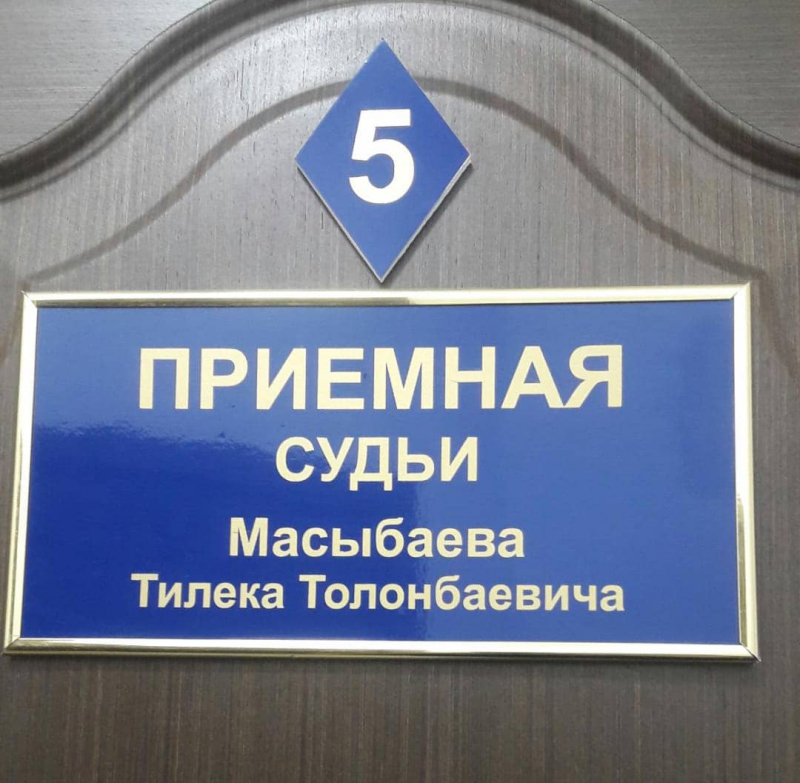 5
ПРИЕМНАЯ
СУДЬИ
Масыбаева
Тилека Толонбаевича